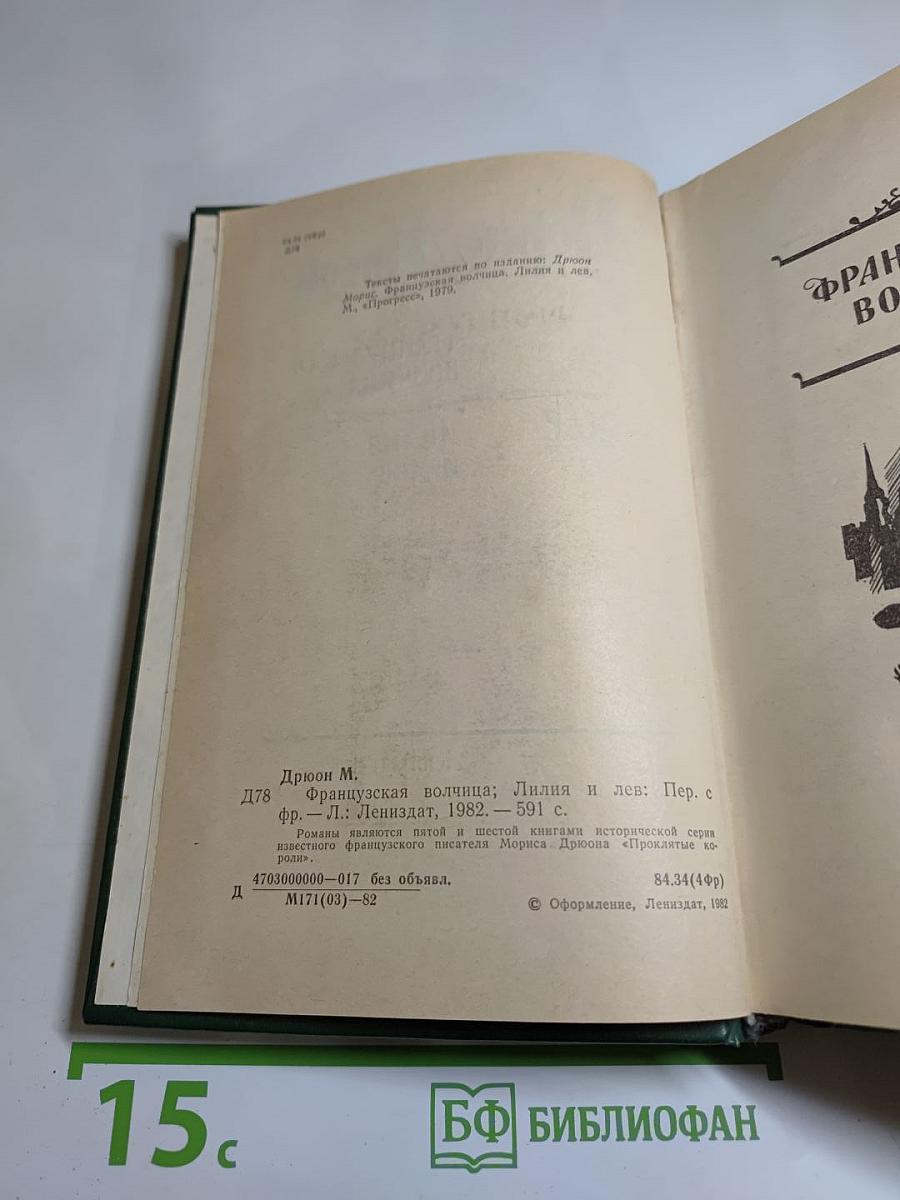 84.34 (4Фр)
Д78
Тексты печатаются по изданию: Дрюон
Морис. Французская волчица. Лилия и лев.
М., «Прогресс», 1979.
Дрюон М.
Д78 Французская волчица; Лилия и лев: Пер. с
фр. — Л.: Лениздат, 1982. — 591 с.
Романы являются пятой и шестой книгами исторической серии
известного французского писателя Мориса Дрюона «Проклятые ко-
роли».
Д 4703000000—017 без объявл. 84.34(4Фр)
М171(03)—82
© Оформление, Лениздат, 1982
ФРАН
ВО
15 с
БФ БИБЛИОФАН